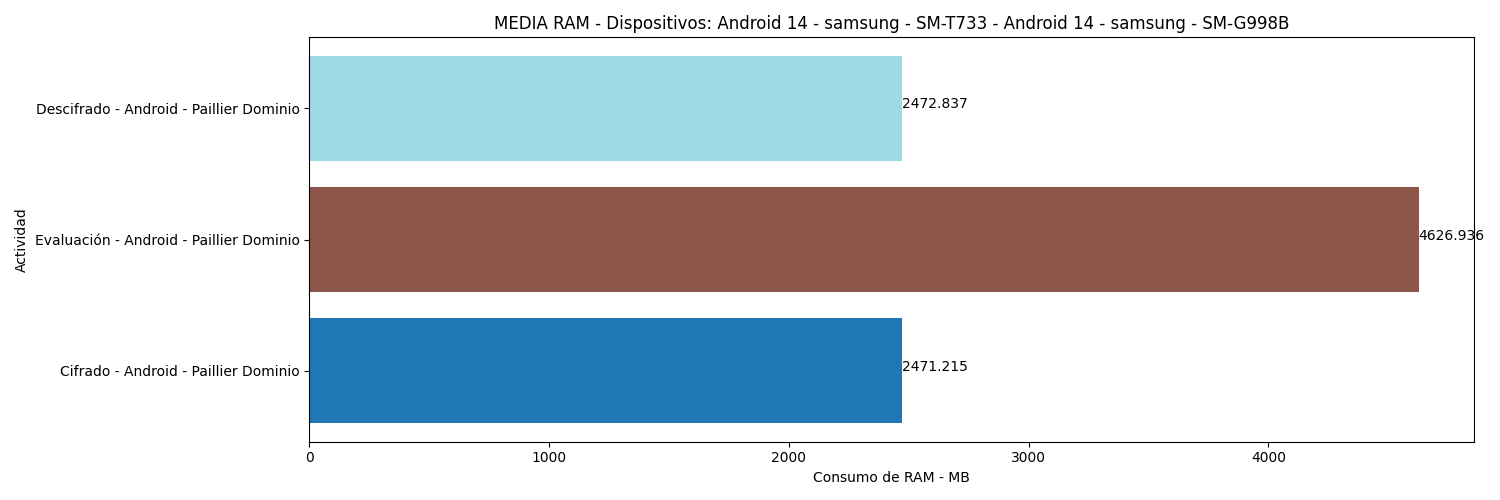 MEDIA RAM - Dispositivos: Android 14 - samsung - SM-T733 - Android 14 - samsung - SM-G998B
Actividad
Descifrado - Android - Paillier Dominio
2472.837
Evaluación - Android - Paillier Dominio
4626.936
Cifrado - Android - Paillier Dominio
2471.215
0 1000 2000 3000 4000
Consumo de RAM - MB